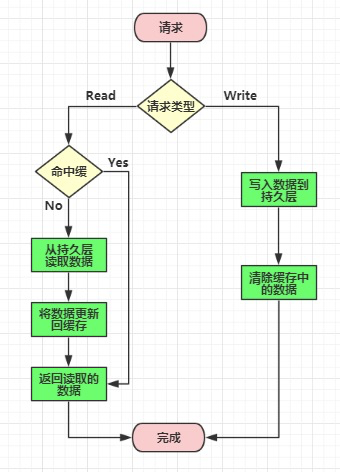 请求
请求类型
Read
Write
命中缓
Yes
No
写入数据到
持久层
从持久层
读取数据
清除缓存中
的数据
将数据更新
回缓存
返回读取的
数据
完成